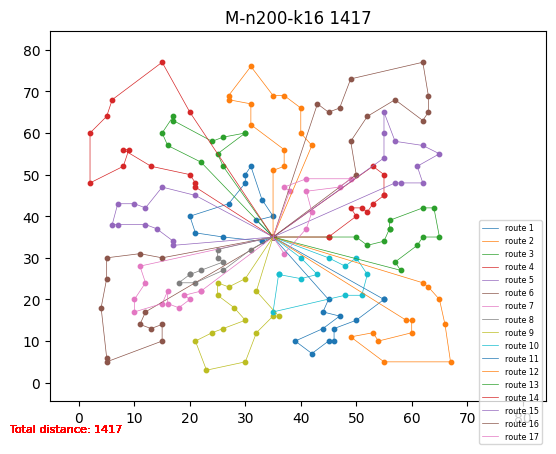 M-n200-k16 1417
80
70
60
50
40
30
20
10
0
0
10
20
30
40
50
60
70
80
route 1
route 2
route 3
route 4
route 5
route 6
route 7
route 8
route 9
route 10
route 11
route 12
route 13
route 14
route 15
route 16
route 17
Total distance: 1417